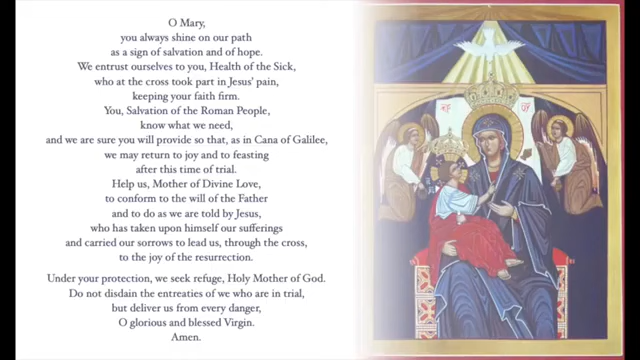 O Mary,
you always shine on our path
as a sign of salvation and of hope.
We entrust ourselves to you, Health of the Sick,
who at the cross took part in Jesus' pain,
keeping your faith firm.
You, Salvation of the Roman People,
know what we need,
and we are sure you will provide so that, as in Cana of Galilee,
we may return to joy and to feasting
after this time of trial.
Help us, Mother of Divine Love,
to conform to the will of the Father
and to do as we are told by Jesus,
who has taken upon himself our sufferings
and carried our sorrows to lead us, through the cross,
to the joy of the resurrection.
Under your protection, we seek refuge, Holy Mother of God.
Do not disdain the entreaties of we who are in trial,
but deliver us from every danger,
O glorious and blessed Virgin.
Amen.